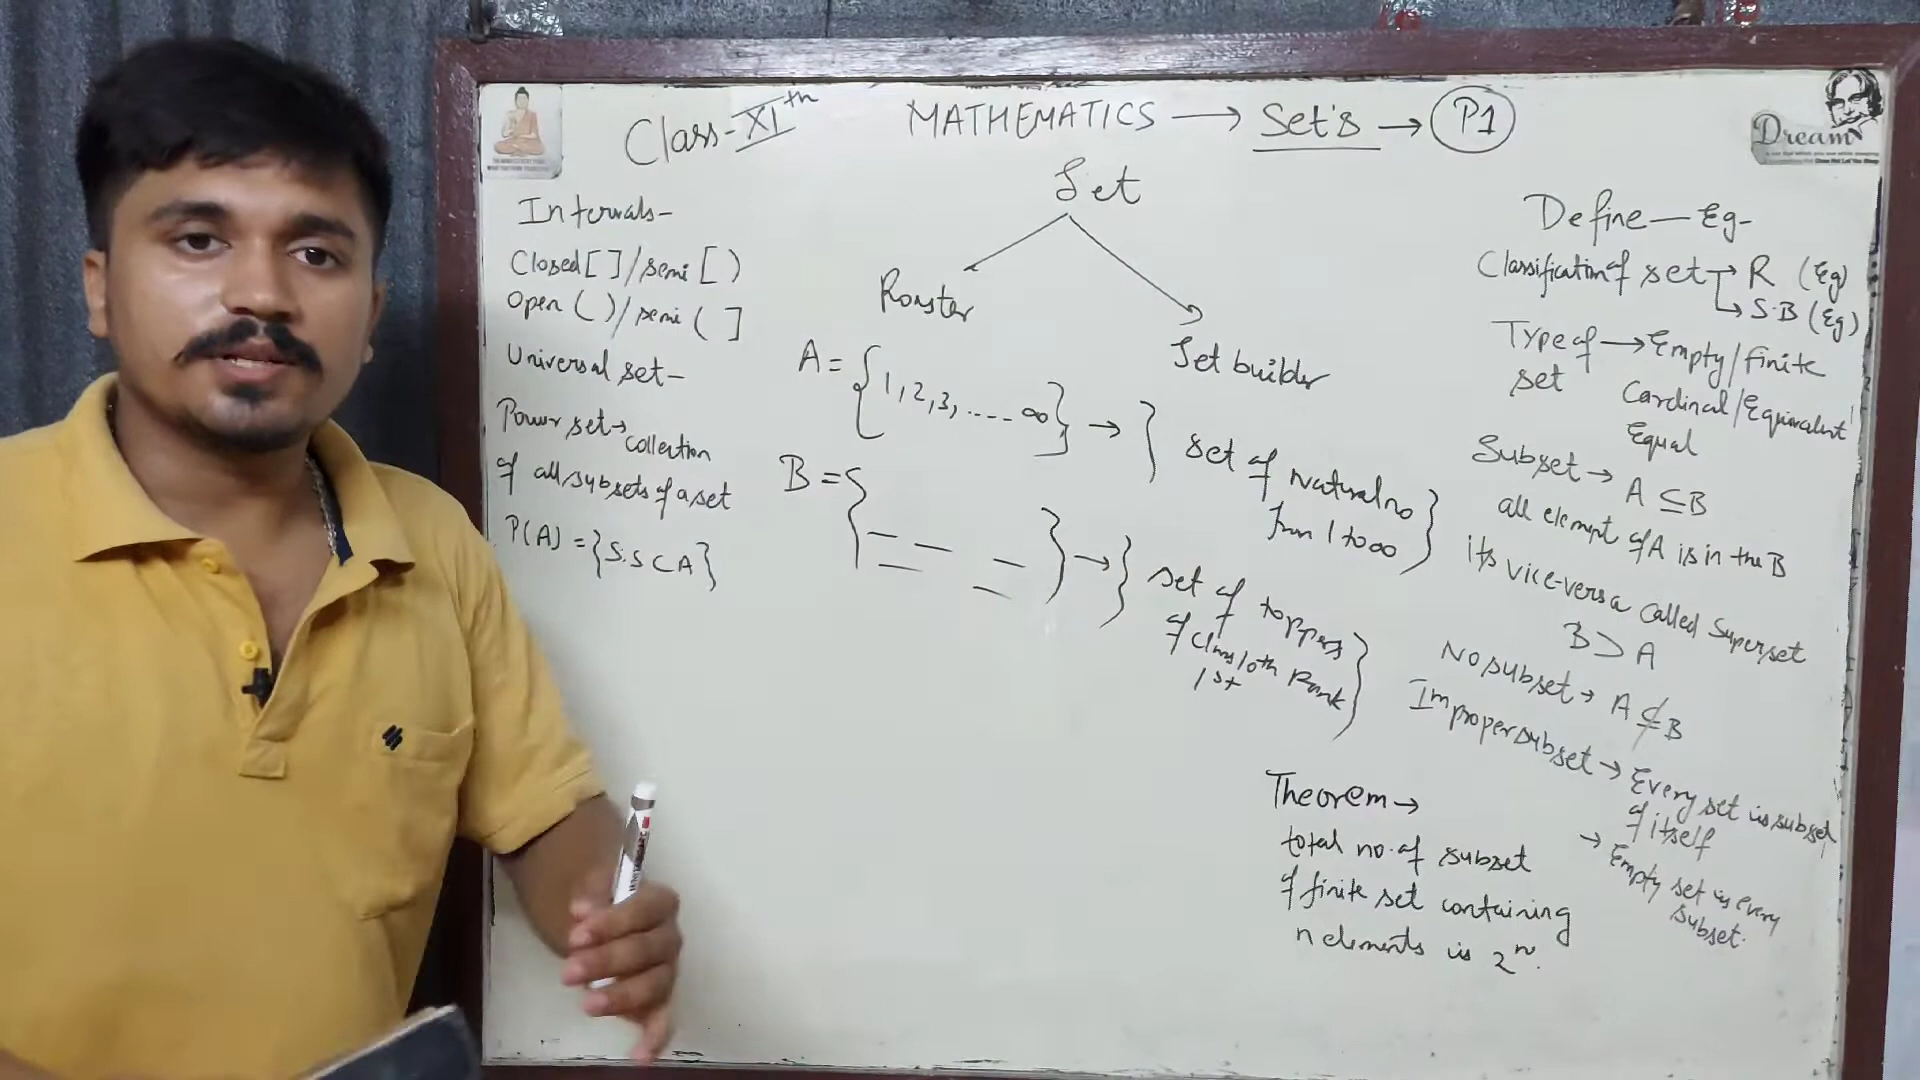 Class-XIth MATHEMATICS → Set's → P1
Dream
Intervals-
Closed [ ] / semi [ )
Open ( ) / semi ( ]
Universal set-
Power set → collection
of all subsets of a set
P(A) = {S.S ⊂ A}
Set
Roaster
Set builder
A = {1, 2, 3, ---- ∞} → } set of natural no
from 1 to ∞ }
B = { } → } set of toppers
of class 10th Rank
1st }
Define — Eg-
Classification of set → R (Eg)
→ S.B (Eg)
Type of set → Empty / finite
Cardinal / Equivalent
Equal
Subset → A ⊆ B
all element of A is in the B
its vice-versa called Superset
B ⊃ A
No subset → A ⊈ B
Improper subset → Every set is subset
of itself
→ Empty set is every
subset.
Theorem →
total no. of subset
of finite set containing
n elements is 2ⁿ.